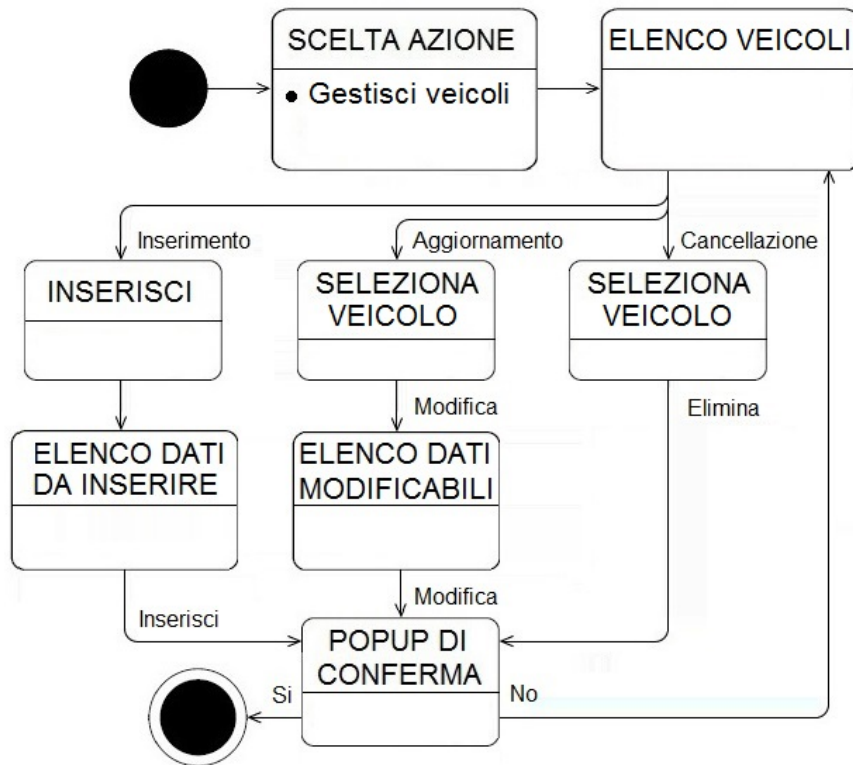 SCELTA AZIONE
• Gestisci veicoli
ELENCO VEICOLI
Inserimento
Aggiornamento
Cancellazione
INSERISCI
SELEZIONA
VEICOLO
SELEZIONA
VEICOLO
Modifica
Elimina
ELENCO DATI
DA INSERIRE
ELENCO DATI
MODIFICABILI
Inserisci
Modifica
POPUP DI
CONFERMA
Si
No